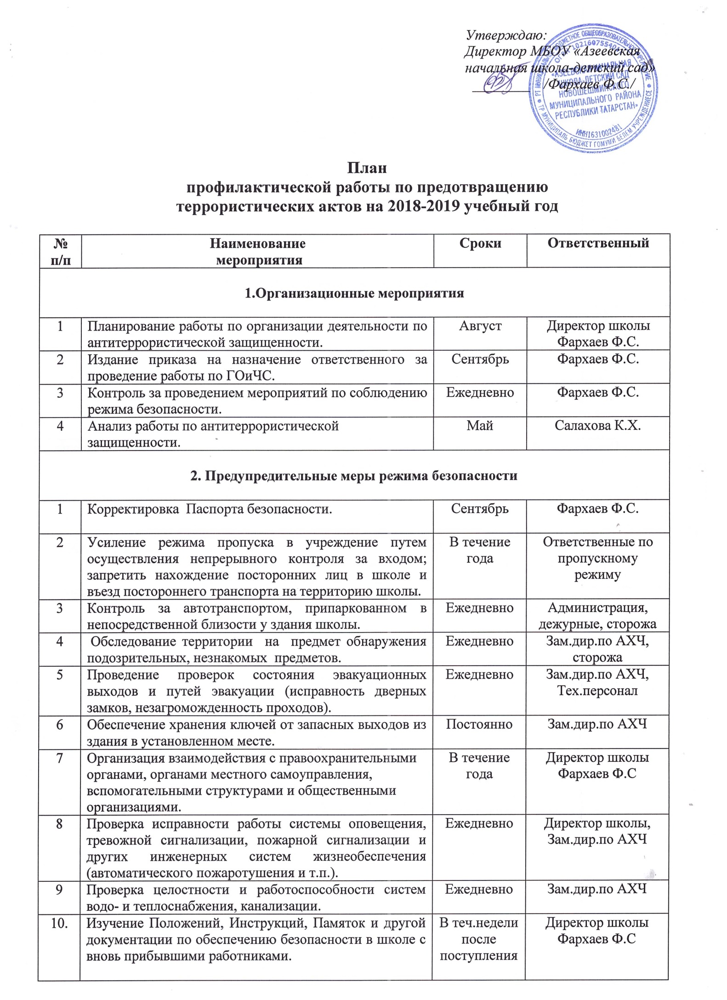 Утверждаю:
Директор МБОУ «Азеевская
начальная школа-детский сад»
/Фархаев Ф.С./
«АЗЕЕВСКАЯ НАЧАЛЬНАЯ
ШКОЛА-ДЕТСКИЙ САД
НОВОШЕШМИНСКОГО
МУНИЦИПАЛЬНОГО РАЙОНА
РЕСПУБЛИКИ ТАТАРСТАН»
ИНН1631002481
План
профилактической работы по предотвращению
террористических актов на 2018-2019 учебный год
№
п/п
Наименование
мероприятия
Сроки
Ответственный
1.Организационные мероприятия
1
Планирование работы по организации деятельности по
антитеррористической защищенности.
Август
Директор школы
Фархаев Ф.С.
2
Издание приказа на назначение ответственного за
проведение работы по ГОиЧС.
Сентябрь
Фархаев Ф.С.
3
Контроль за проведением мероприятий по соблюдению
режима безопасности.
Ежедневно
Фархаев Ф.С.
4
Анализ работы по антитеррористической
защищенности.
Май
Салахова К.Х.
2. Предупредительные меры режима безопасности
1
Корректировка Паспорта безопасности.
Сентябрь
Фархаев Ф.С.
2
Усиление режима пропуска в учреждение путем
осуществления непрерывного контроля за входом;
запретить нахождение посторонних лиц в школе и
въезд постороннего транспорта на территорию школы.
В течение
года
Ответственные по
пропускному
режиму
3
Контроль за автотранспортом, припаркованном в
непосредственной близости у здания школы.
Ежедневно
Администрация,
дежурные, сторожа
4
Обследование территории на предмет обнаружения
подозрительных, незнакомых предметов.
Ежедневно
Зам.дир.по АХЧ,
сторожа
5
Проведение проверок состояния эвакуационных
выходов и путей эвакуации (исправность дверных
замков, незагроможденность проходов).
Ежедневно
Зам.дир.по АХЧ,
Тех.персонал
6
Обеспечение хранения ключей от запасных выходов из
здания в установленном месте.
Постоянно
Зам.дир.по АХЧ
7
Организация взаимодействия с правоохранительными
органами, органами местного самоуправления,
вспомогательными структурами и общественными
организациями.
В течение
года
Директор школы
Фархаев Ф.С
8
Проверка исправности работы системы оповещения,
тревожной сигнализации, пожарной сигнализации и
других инженерных систем жизнеобеспечения
(автоматического пожаротушения и т.п.).
Ежедневно
Директор школы,
Зам.дир.по АХЧ
9
Проверка целостности и работоспособности систем
водо- и теплоснабжения, канализации.
Ежедневно
Зам.дир.по АХЧ
10.
Изучение Положений, Инструкций, Памяток и другой
документации по обеспечению безопасности в школе с
вновь прибывшими работниками.
В теч.недели
после
поступления
Директор школы
Фархаев Ф.С